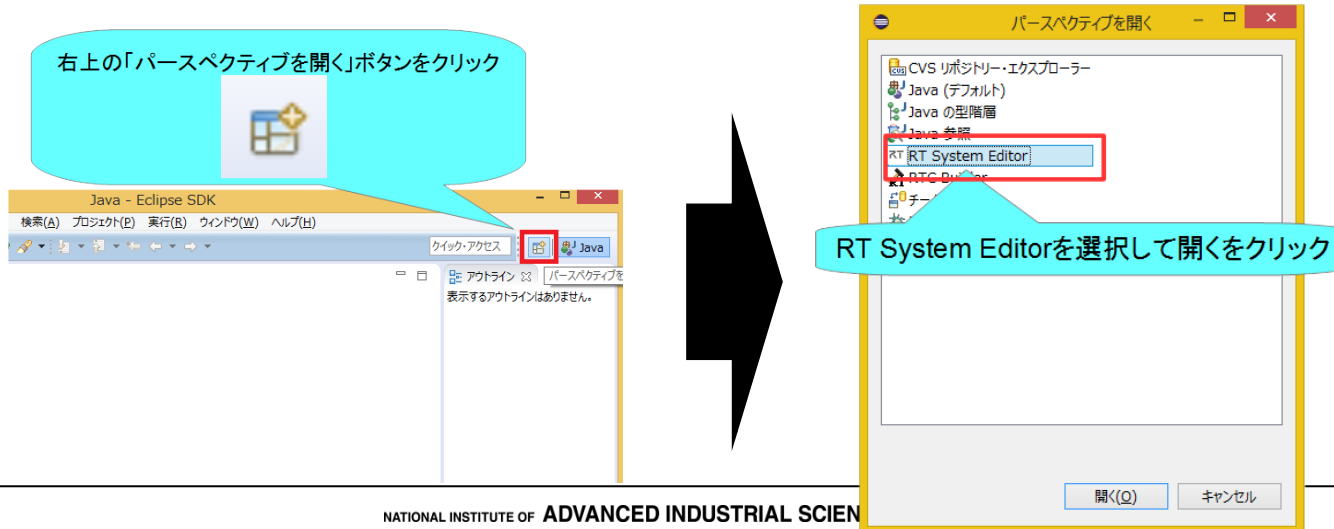 右上の「パースペクティブを開く」ボタンをクリック
Java - Eclipse SDK
検索(A) プロジェクト(P) 実行(R) ウィンドウ(W) ヘルプ(H)
クイック・アクセス
Java
アウトライン
パースペクティブを
表示するアウトラインはありません。
パースペクティブを開く
CVS リポジトリー・エクスプローラー
Java (デフォルト)
Java の型階層
Java 参照
RT RT System Editor
RTC Builder
RT System Editorを選択して開くをクリック
開く(O)
キャンセル
NATIONAL INSTITUTE OF ADVANCED INDUSTRIAL SCIEN